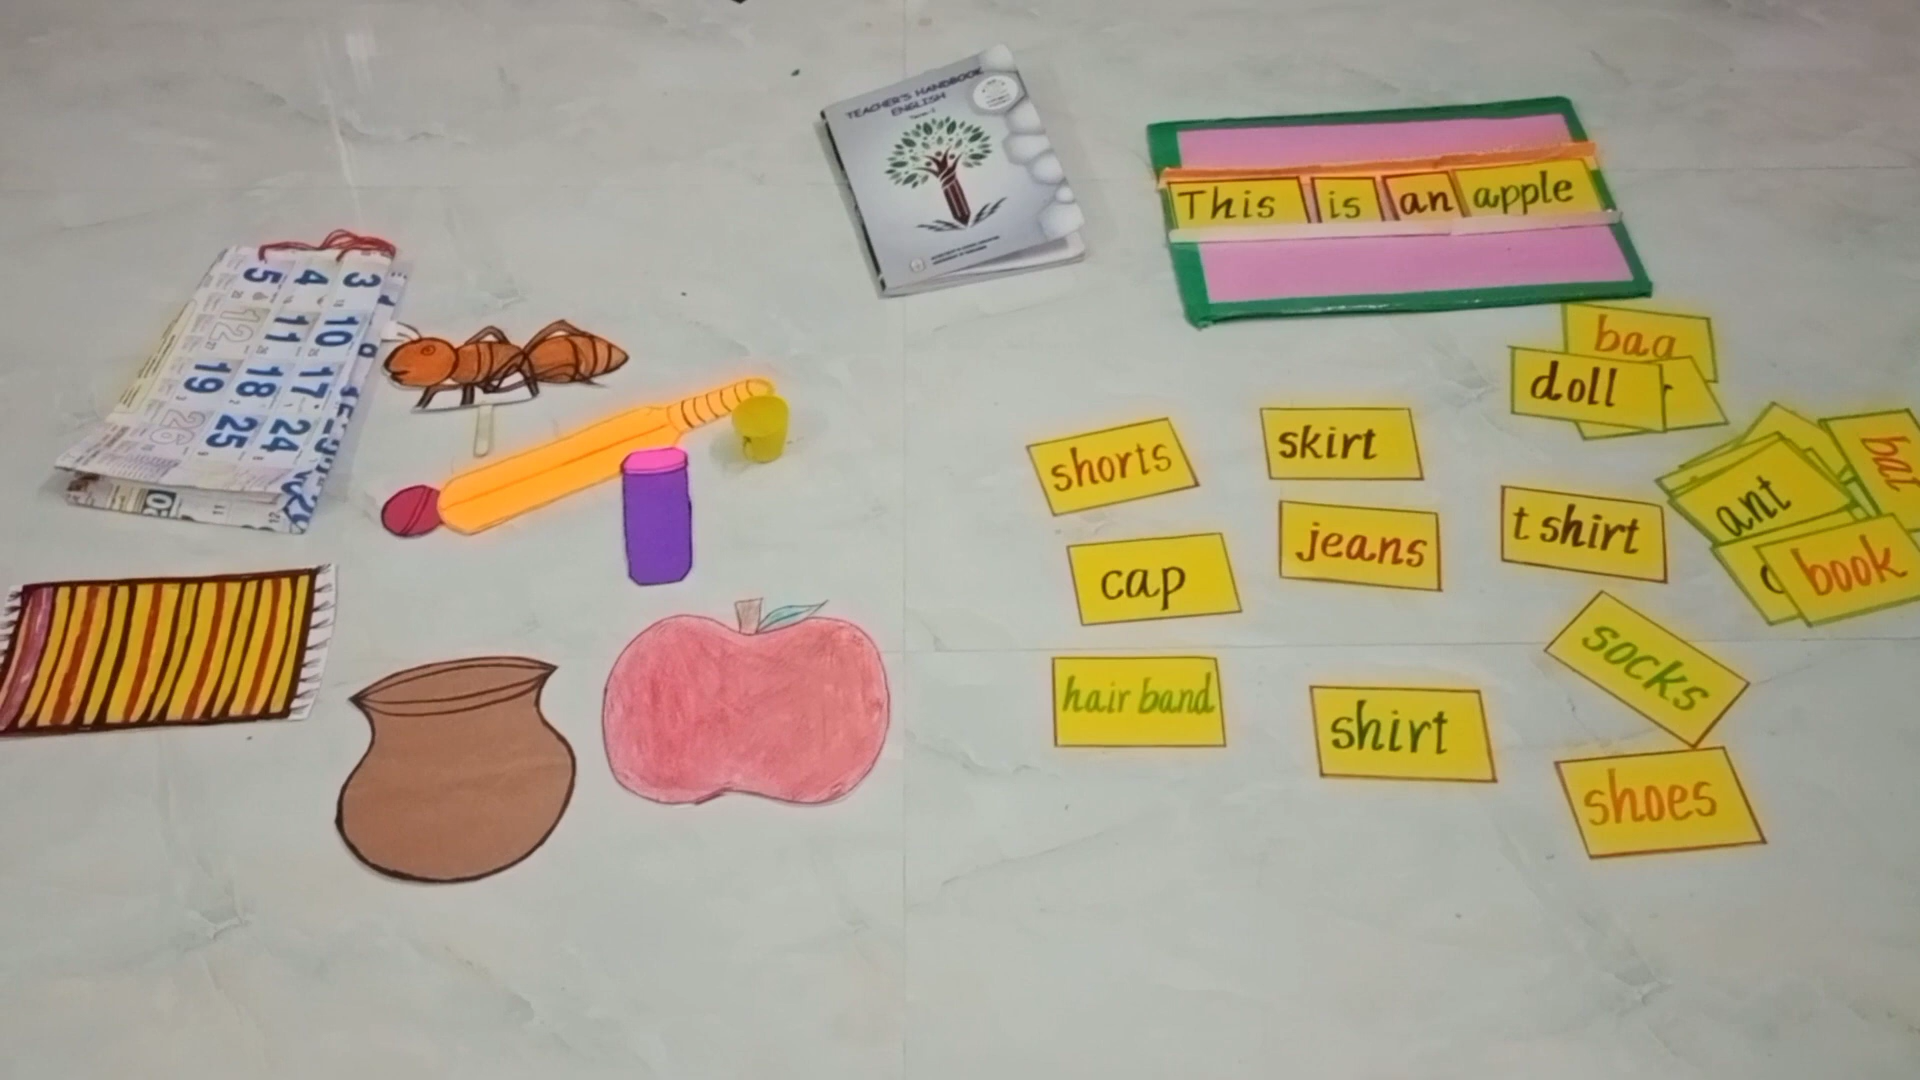 TEACHER'S HANDBOOK
ENGLISH
This is an apple
bag
doll
shorts
skirt
bat
ant
t shirt
jeans
book
cap
socks
hair band
shirt
shoes
3 4 5
10 11 12
17 18 19
24 25 26